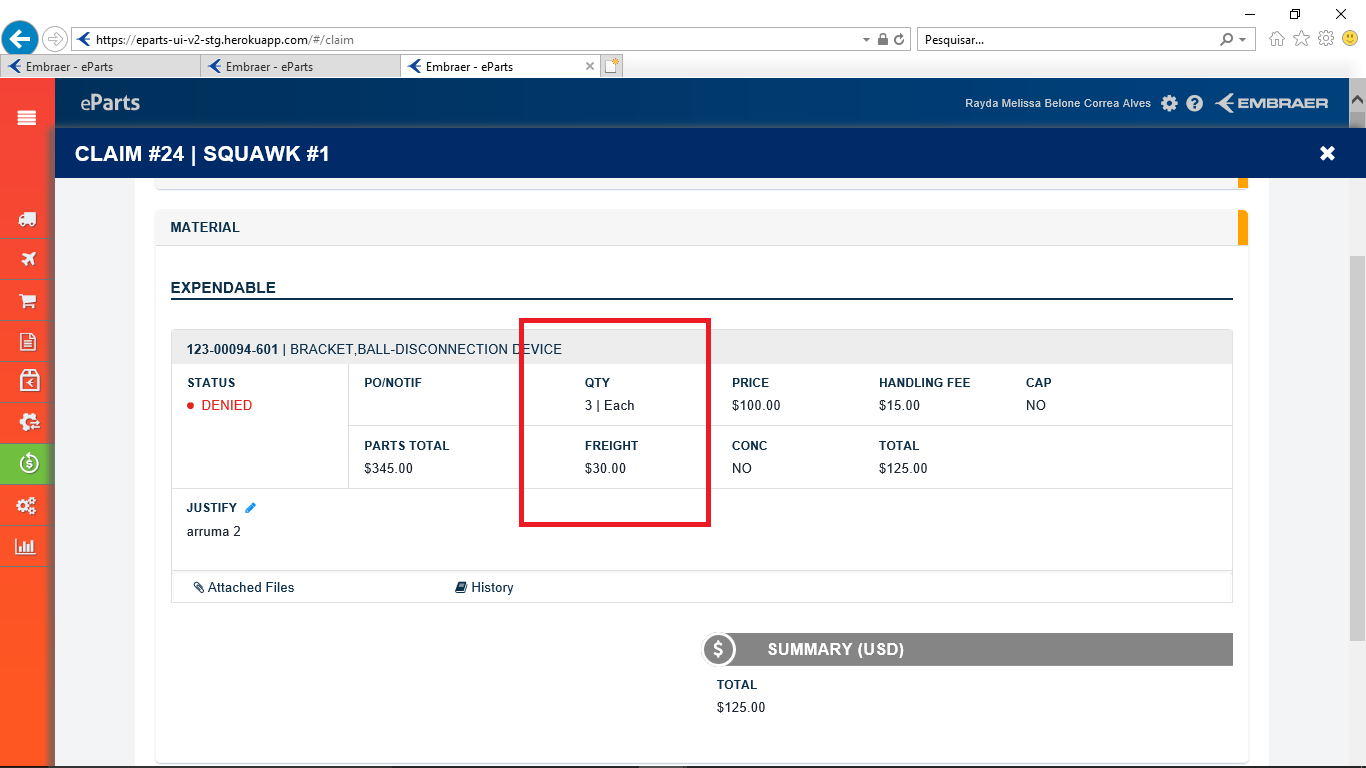 https://eparts-ui-v2-stg.herokuapp.com/#/claim
Pesquisar...
Embraer - eParts
Embraer - eParts
Embraer - eParts
eParts
Rayda Melissa Belone Correa Alves
EMBRAER
CLAIM #24 | SQUAWK #1
MATERIAL
EXPENDABLE
123-00094-601 | BRACKET,BALL-DISCONNECTION DEVICE
STATUS PO/NOTIF QTY PRICE HANDLING FEE CAP
DENIED 3 | Each $100.00 $15.00 NO
PARTS TOTAL FREIGHT CONC TOTAL
$345.00 $30.00 NO $125.00
JUSTIFY
arruma 2
Attached Files History
$ SUMMARY (USD)
TOTAL
$125.00